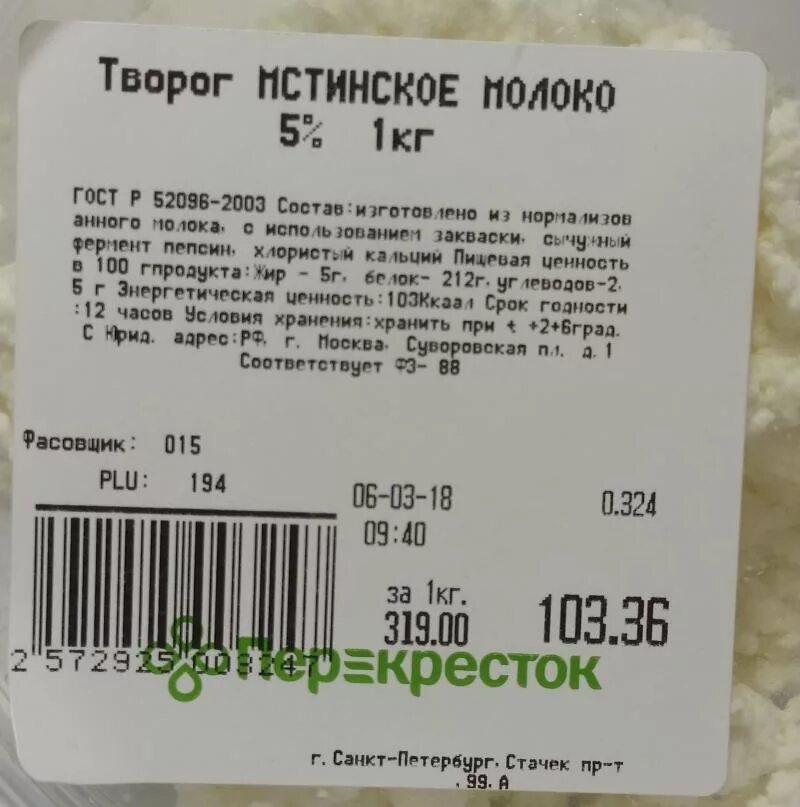 Творог МСТИНСКОЕ МОЛОКО
5% 1кг
ГОСТ Р 52096-2003 Состав:изготовлено из нормализов
анного молока, с использованием закваски, сычужный
фермент пепсин, хлористый кальций Пищевая ценность
в 100 гпродукта:Жир - 5г, белок- 212г, углеводов-2,
5 г Энергетическая ценность:103Ккаал Срок годности
:12 часов Условия хранения:хранить при t +2+6град.
С Юрид. адрес:РФ, г. Москва, Суворовская пл. д.1
Соответствует ФЗ- 88
Фасовщик: 015
PLU: 194
06-03-18 0.324
09:40
за 1кг.
319.00 103.36
2 572925 003247
Перекресток
г. Санкт-Петербург, Стачек пр-т
, 99, А